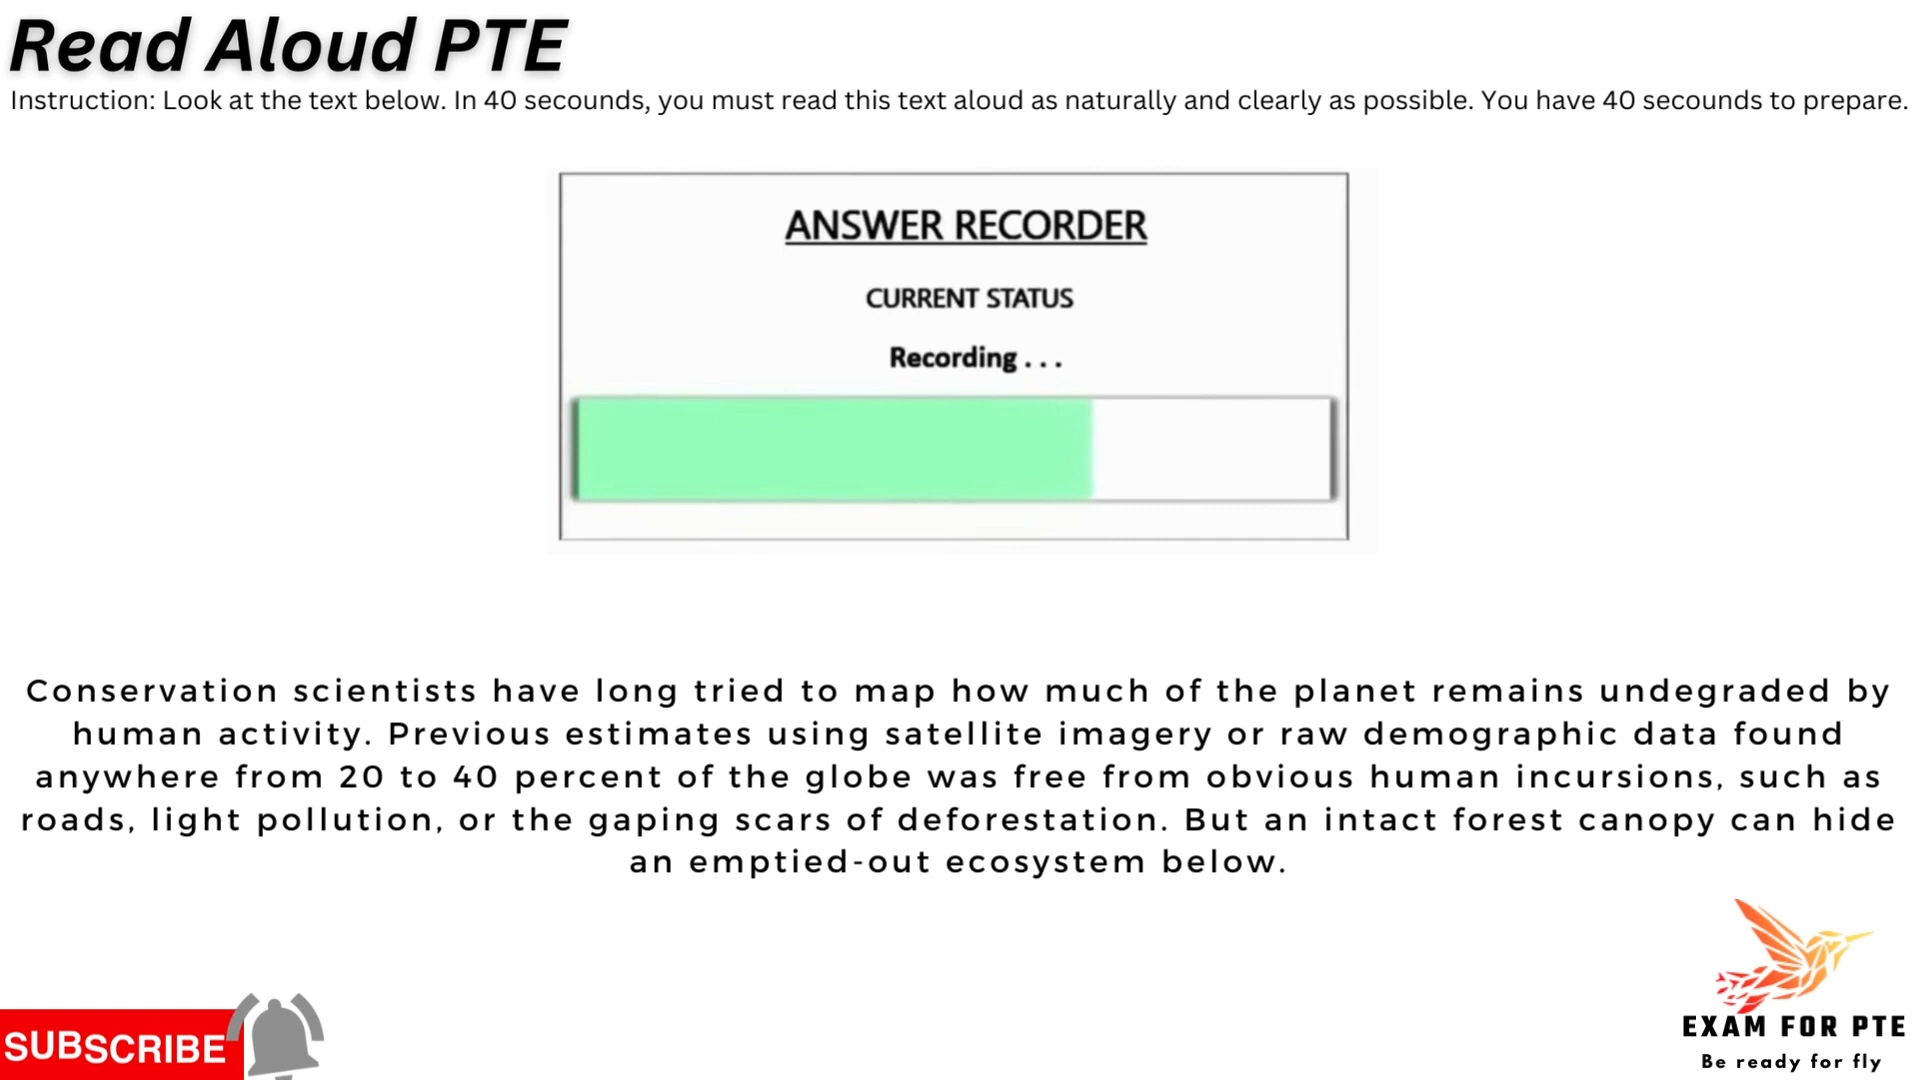 Read Aloud PTE
Instruction: Look at the text below. In 40 secounds, you must read this text aloud as naturally and clearly as possible. You have 40 secounds to prepare.
ANSWER RECORDER
CURRENT STATUS
Recording . . .
Conservation scientists have long tried to map how much of the planet remains undegraded by
human activity. Previous estimates using satellite imagery or raw demographic data found
anywhere from 20 to 40 percent of the globe was free from obvious human incursions, such as
roads, light pollution, or the gaping scars of deforestation. But an intact forest canopy can hide
an emptied-out ecosystem below.
SUBSCRIBE
EXAM FOR PTE
Be ready for fly